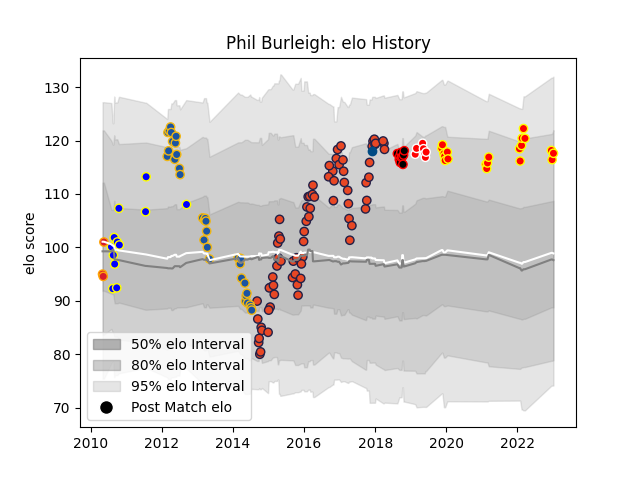 Phil Burleigh: elo History
elo score
130
120
110
100
90
80
70
50% elo Interval
80% elo Interval
95% elo Interval
Post Match elo
2010 2012 2014 2016 2018 2020 2022